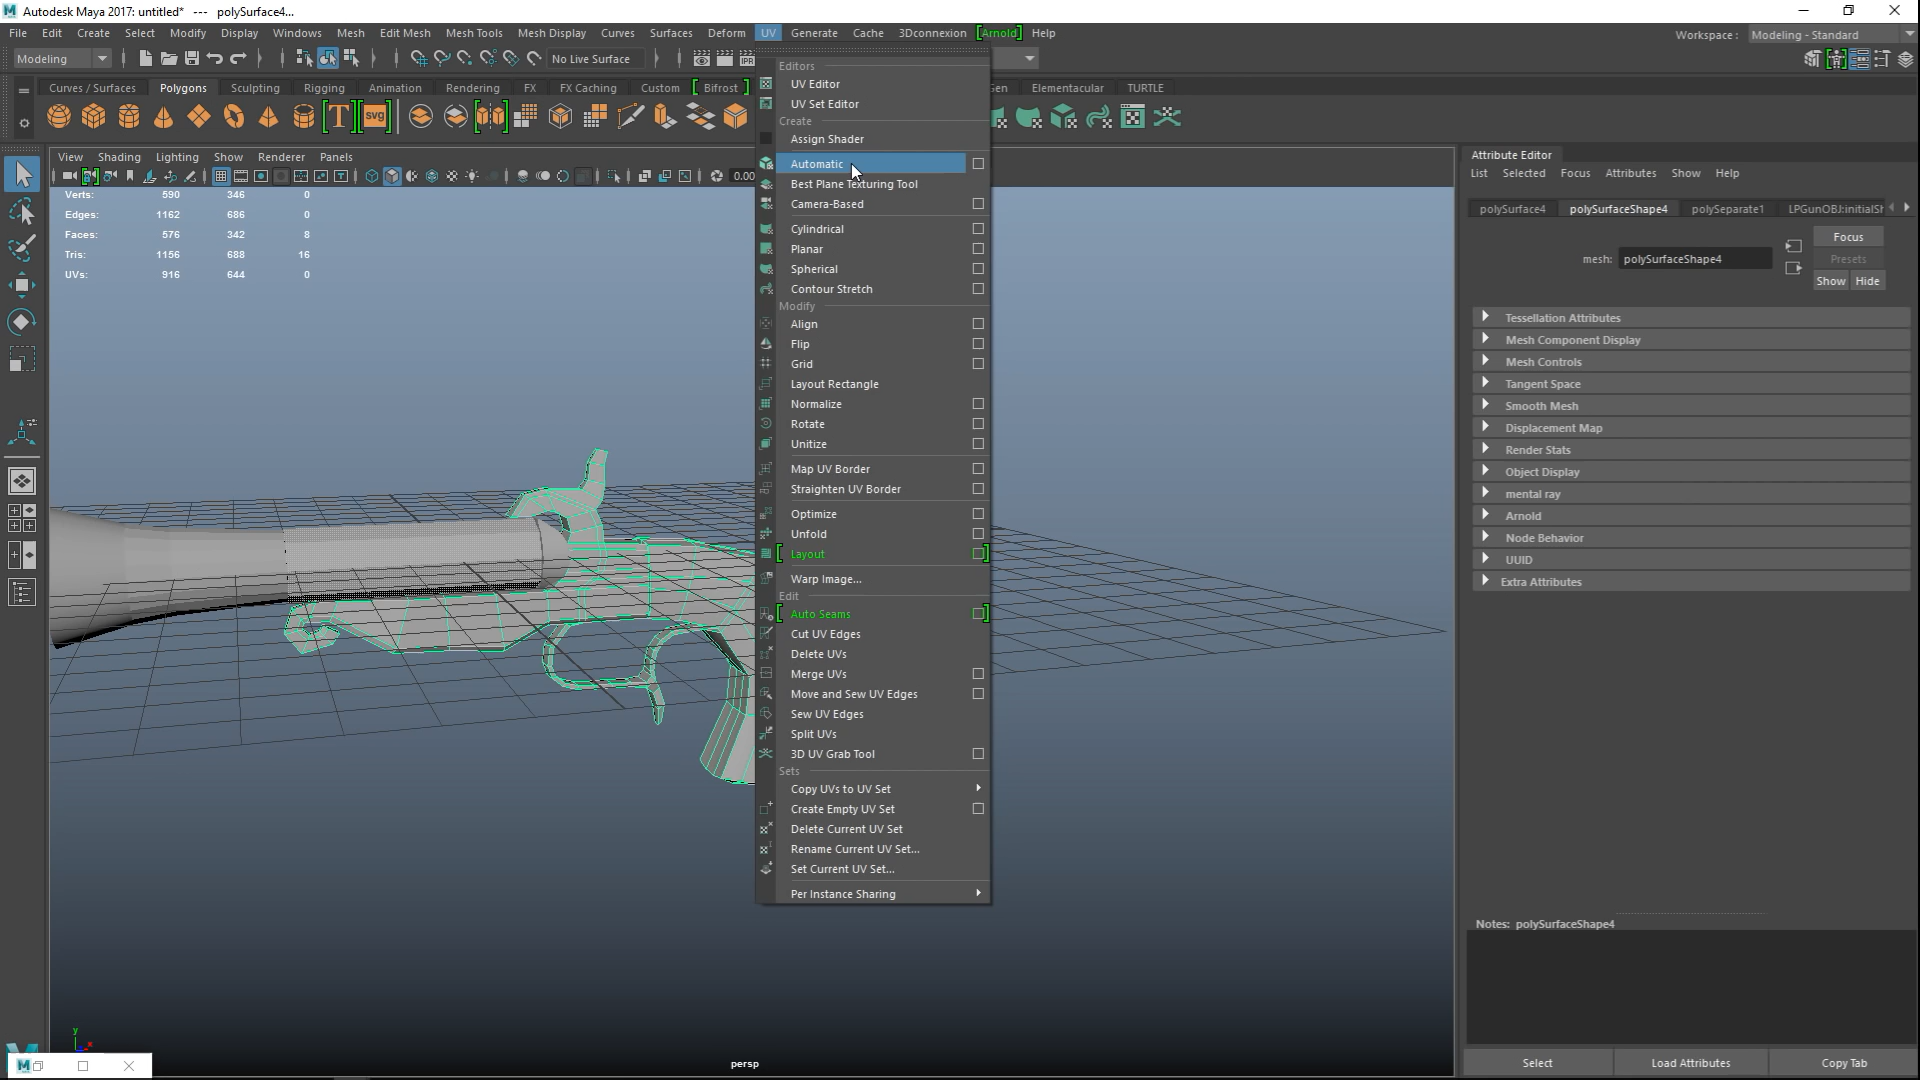 Autodesk Maya 2017: untitled* --- polySurface4...
File Edit Create Select Modify Display Windows Mesh Edit Mesh Mesh Tools Mesh Display Curves Surfaces Deform UV Generate Cache 3Dconnexion [Arnold] Help
Workspace : Modeling - Standard
Modeling
No Live Surface
Curves / Surfaces Polygons Sculpting Rigging Animation Rendering FX FX Caching Custom [ Bifrost ] Elementacular TURTLE
View Shading Lighting Show Renderer Panels
0.00
Verts: 590 346 0
Edges: 1162 686 0
Faces: 576 342 8
Tris: 1156 688 16
UVs: 916 644 0
Editors
UV Editor
UV Set Editor
Create
Assign Shader
Automatic
Best Plane Texturing Tool
Camera-Based
Cylindrical
Planar
Spherical
Contour Stretch
Modify
Align
Flip
Grid
Layout Rectangle
Normalize
Rotate
Unitize
Map UV Border
Straighten UV Border
Optimize
Unfold
Layout
Warp Image...
Edit
Auto Seams
Cut UV Edges
Delete UVs
Merge UVs
Move and Sew UV Edges
Sew UV Edges
Split UVs
3D UV Grab Tool
Sets
Copy UVs to UV Set
Create Empty UV Set
Delete Current UV Set
Rename Current UV Set...
Set Current UV Set...
Per Instance Sharing
persp
y
x
Attribute Editor
List Selected Focus Attributes Show Help
polySurface4 polySurfaceShape4 polySeparate1 LPGunOBJ:initialSh
Focus
mesh: polySurfaceShape4
Presets
Show Hide
Tessellation Attributes
Mesh Component Display
Mesh Controls
Tangent Space
Smooth Mesh
Displacement Map
Render Stats
Object Display
mental ray
Arnold
Node Behavior
UUID
Extra Attributes
Notes: polySurfaceShape4
Select Load Attributes Copy Tab